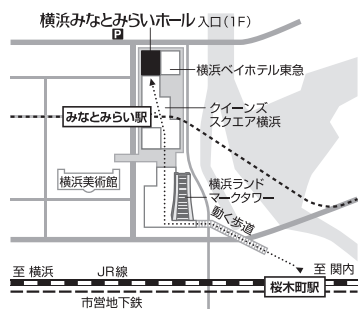 横浜みなとみらいホール 入口(1F)
P
横浜ベイホテル東急
クイーンズ
スクエア横浜
みなとみらい駅
横浜美術館
横浜ランド
マークタワー
動く歩道
至 横浜 JR線 至 関内
桜木町駅
市営地下鉄